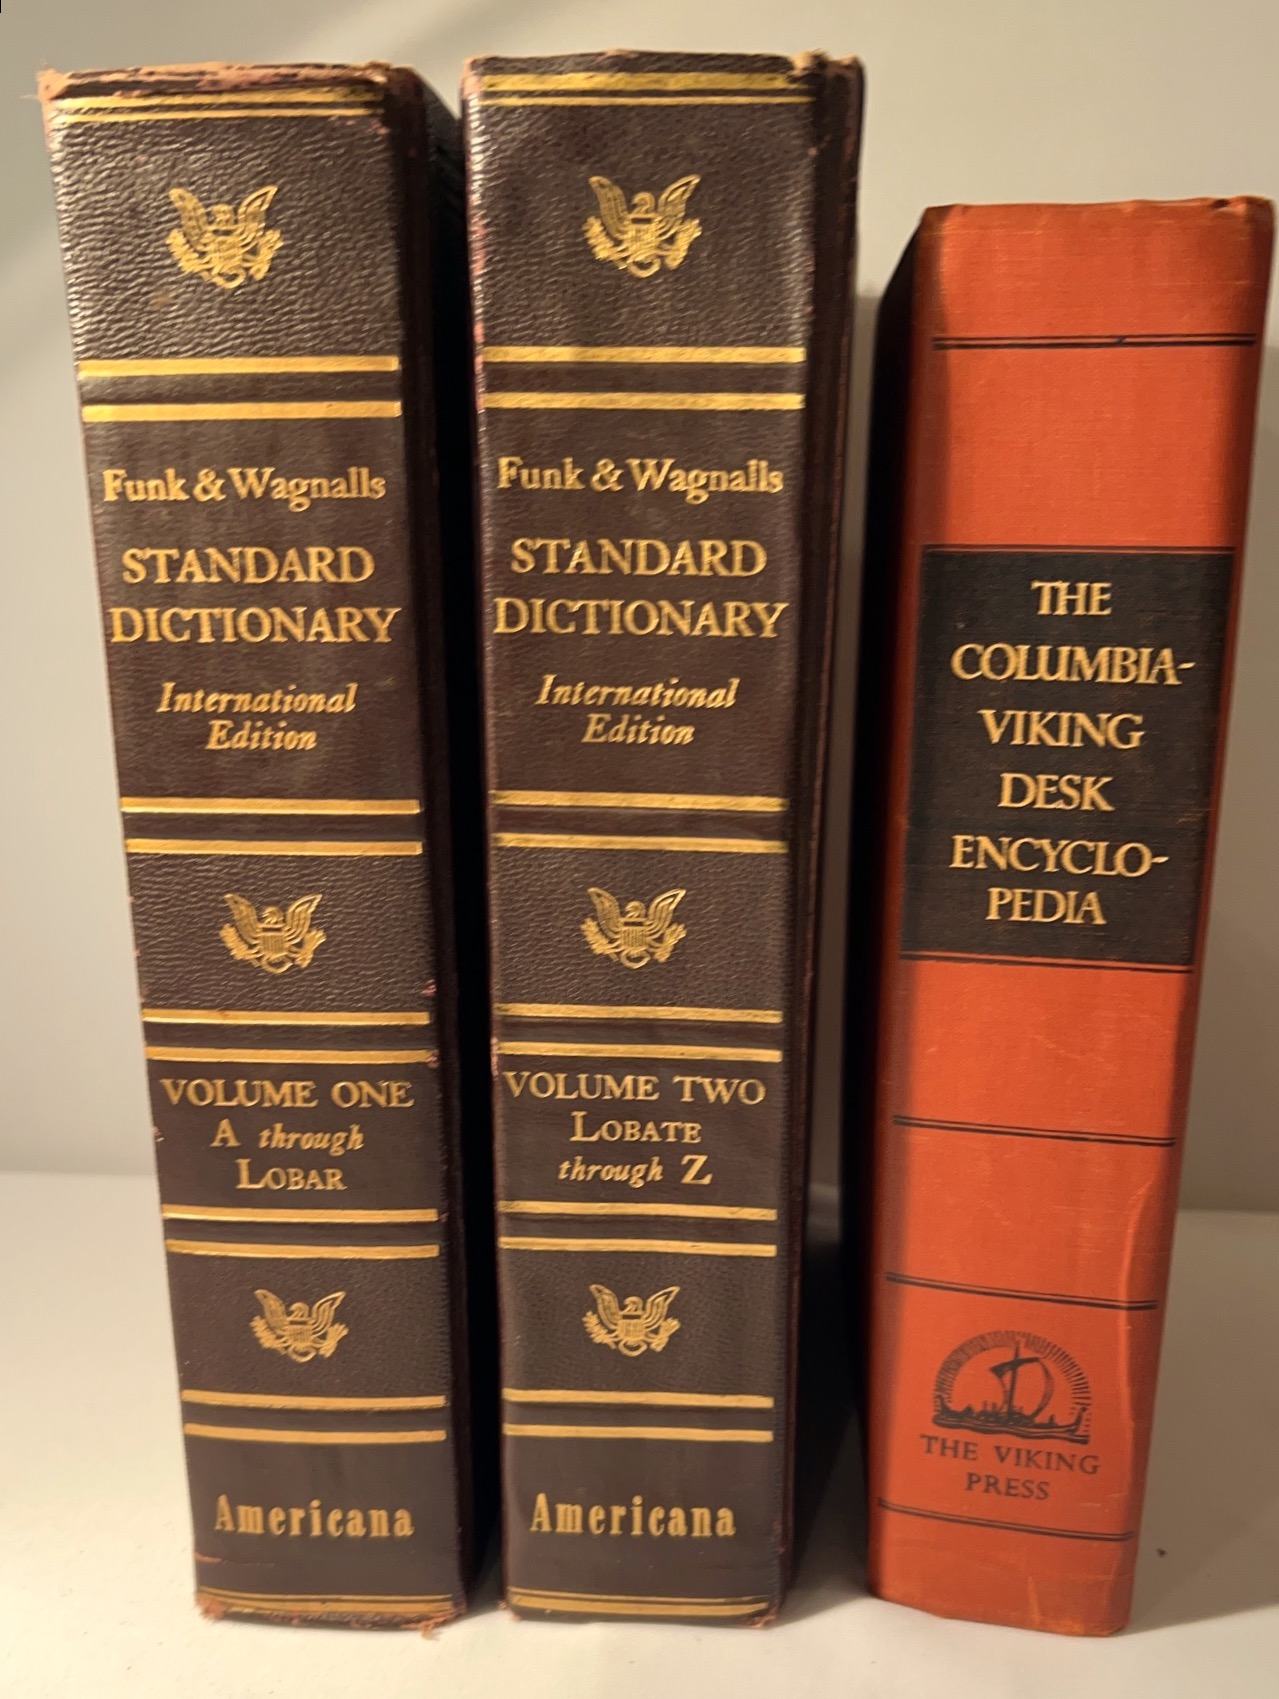 Funk & Wagnalls
STANDARD
DICTIONARY
International
Edition
VOLUME ONE
A through
LOBAR
Americana
Funk & Wagnalls
STANDARD
DICTIONARY
International
Edition
VOLUME TWO
LOBATE
through Z
Americana
THE
COLUMBIA-
VIKING
DESK
ENCYCLO-
PEDIA
THE VIKING
PRESS